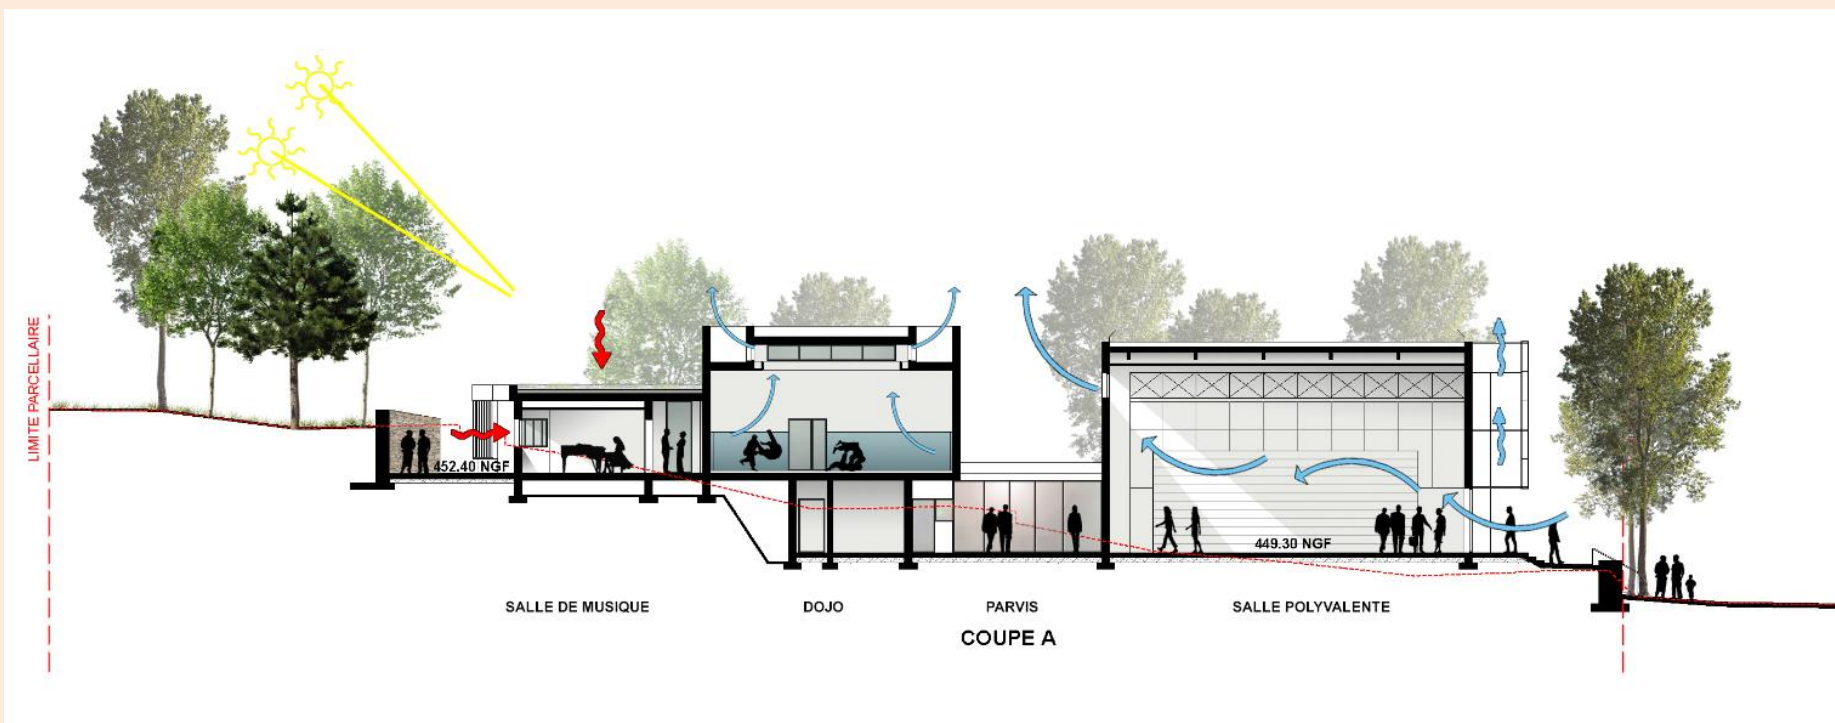 LIMITE PARCELLAIRE
452.40 NGF
449.30 NGF
SALLE DE MUSIQUE
DOJO
PARVIS
SALLE POLYVALENTE
COUPE A